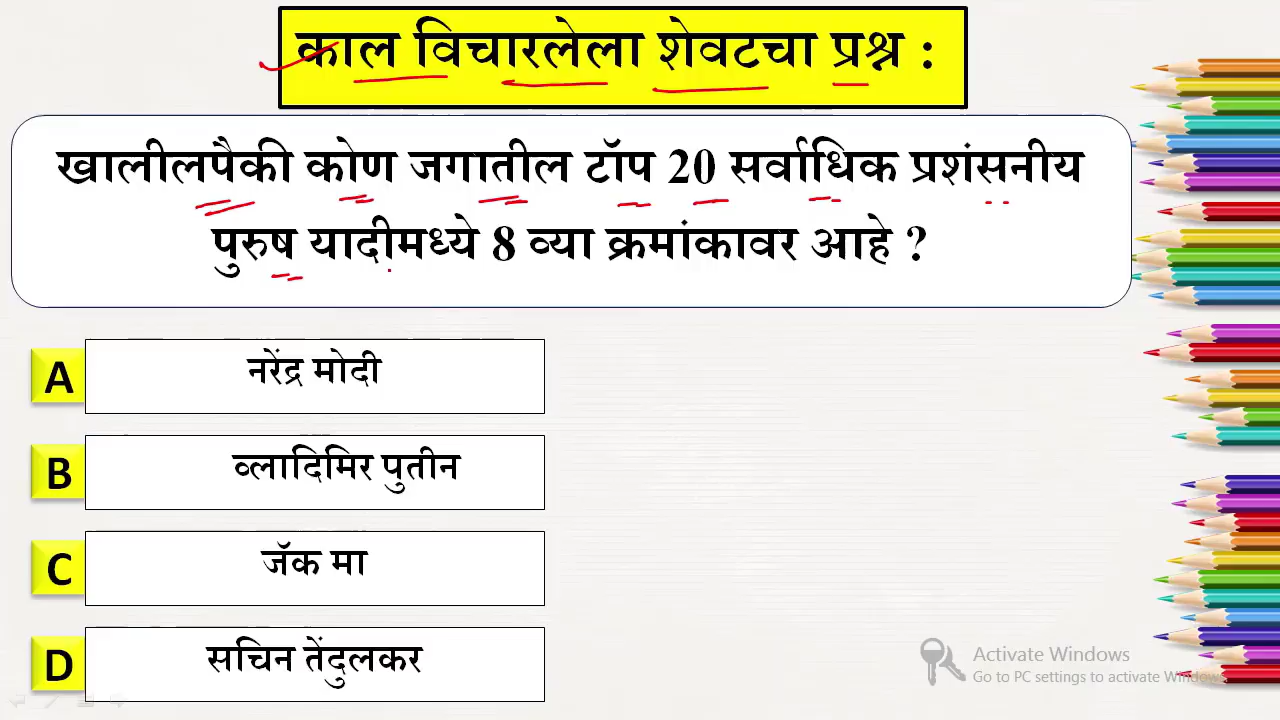 काल विचारलेला शेवटचा प्रश्न :
खालीलपैकी कोण जगातील टॉप 20 सर्वाधिक प्रशंसनीय
पुरुष यादीमध्ये 8 व्या क्रमांकावर आहे ?
A नरेंद्र मोदी
B व्लादिमिर पुतीन
C जॅक मा
D सचिन तेंदुलकर
Activate Windows
Go to PC settings to activate Windows.